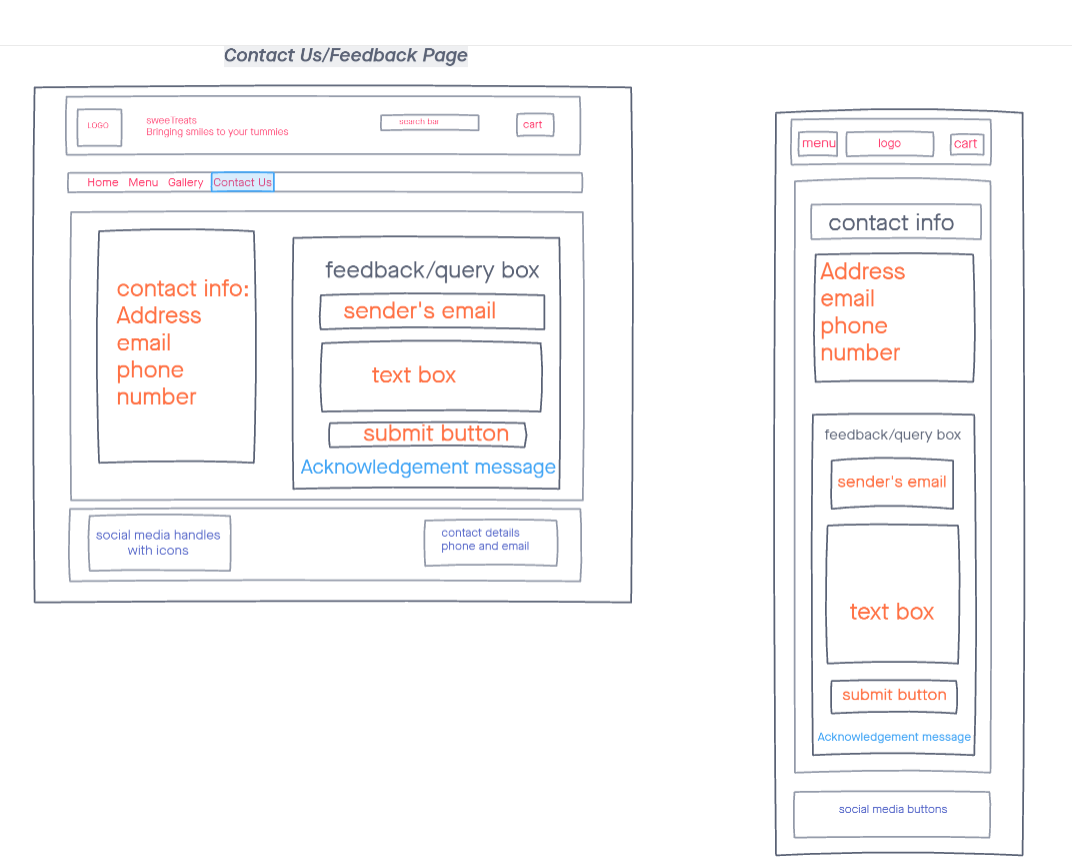 Contact Us/Feedback Page
LOGO
sweeTreats
Bringing smiles to your tummies
search bar
cart
Home Menu Gallery Contact Us
contact info:
Address
email
phone
number
feedback/query box
sender's email
text box
submit button
Acknowledgement message
social media handles
with icons
contact details
phone and email
menu
logo
cart
contact info
Address
email
phone
number
feedback/query box
sender's email
text box
submit button
Acknowledgement message
social media buttons